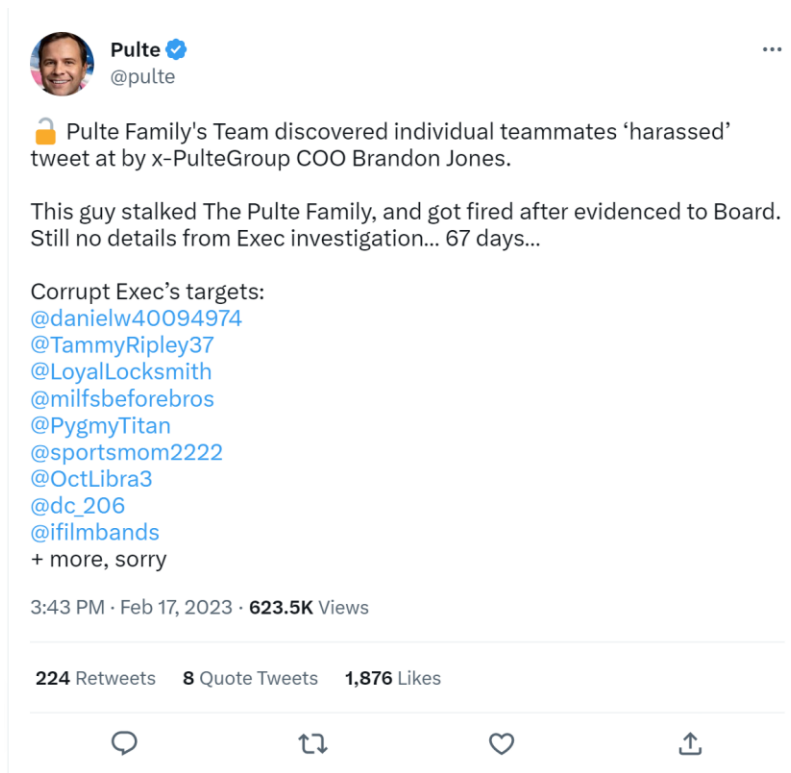 Pulte
@pulte
🔓 Pulte Family's Team discovered individual teammates ‘harassed’
tweet at by x-PulteGroup COO Brandon Jones.
This guy stalked The Pulte Family, and got fired after evidenced to Board.
Still no details from Exec investigation... 67 days...
Corrupt Exec’s targets:
@danielw40094974
@TammyRipley37
@LoyalLocksmith
@milfsbeforebros
@PygmyTitan
@sportsmom2222
@OctLibra3
@dc_206
@ifilmbands
+ more, sorry
3:43 PM · Feb 17, 2023 · 623.5K Views
224 Retweets 8 Quote Tweets 1,876 Likes